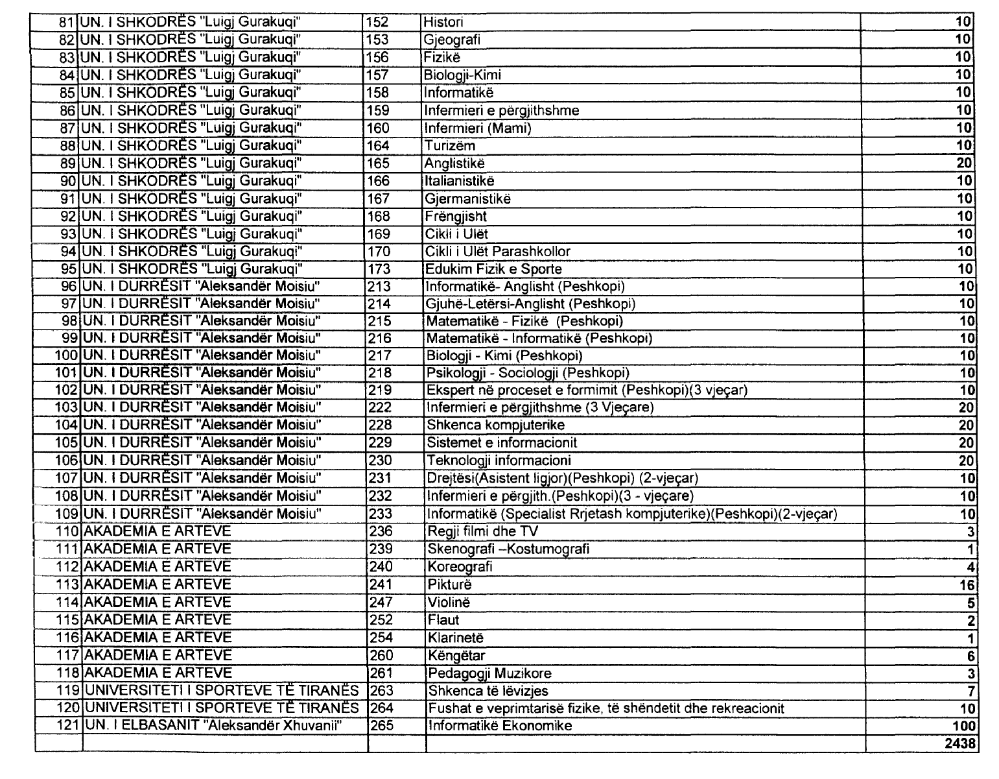 81 UN. I SHKODRËS "Luigj Gurakuqi" 152 Histori 10
82 UN. I SHKODRËS "Luigj Gurakuqi" 153 Gjeografi 10
83 UN. I SHKODRËS "Luigj Gurakuqi" 156 Fizikë 10
84 UN. I SHKODRËS "Luigj Gurakuqi" 157 Biologji-Kimi 10
85 UN. I SHKODRËS "Luigj Gurakuqi" 158 Informatikë 10
86 UN. I SHKODRËS "Luigj Gurakuqi" 159 Infermieri e përgjithshme 10
87 UN. I SHKODRËS "Luigj Gurakuqi" 160 Infermieri (Mami) 10
88 UN. I SHKODRËS "Luigj Gurakuqi" 164 Turizëm 10
89 UN. I SHKODRËS "Luigj Gurakuqi" 165 Anglistikë 20
90 UN. I SHKODRËS "Luigj Gurakuqi" 166 Italianistikë 10
91 UN. I SHKODRËS "Luigj Gurakuqi" 167 Gjermanistikë 10
92 UN. I SHKODRËS "Luigj Gurakuqi" 168 Frëngjisht 10
93 UN. I SHKODRËS "Luigj Gurakuqi" 169 Cikli i Ulët 10
94 UN. I SHKODRËS "Luigj Gurakuqi" 170 Cikli i Ulët Parashkollor 10
95 UN. I SHKODRËS "Luigj Gurakuqi" 173 Edukim Fizik e Sporte 10
96 UN. I DURRËSIT "Aleksandër Moisiu" 213 Informatikë- Anglisht (Peshkopi) 10
97 UN. I DURRËSIT "Aleksandër Moisiu" 214 Gjuhë-Letërsi-Anglisht (Peshkopi) 10
98 UN. I DURRËSIT "Aleksandër Moisiu" 215 Matematikë - Fizikë (Peshkopi) 10
99 UN. I DURRËSIT "Aleksandër Moisiu" 216 Matematikë - Informatikë (Peshkopi) 10
100 UN. I DURRËSIT "Aleksandër Moisiu" 217 Biologji - Kimi (Peshkopi) 10
101 UN. I DURRËSIT "Aleksandër Moisiu" 218 Psikologji - Sociologji (Peshkopi) 10
102 UN. I DURRËSIT "Aleksandër Moisiu" 219 Ekspert në proceset e formimit (Peshkopi)(3 vjeçar) 10
103 UN. I DURRËSIT "Aleksandër Moisiu" 222 Infermieri e përgjithshme (3 Vjeçare) 20
104 UN. I DURRËSIT "Aleksandër Moisiu" 228 Shkenca kompjuterike 20
105 UN. I DURRËSIT "Aleksandër Moisiu" 229 Sistemet e informacionit 20
106 UN. I DURRËSIT "Aleksandër Moisiu" 230 Teknologji informacioni 20
107 UN. I DURRËSIT "Aleksandër Moisiu" 231 Drejtësi(Asistent ligjor)(Peshkopi) (2-vjeçar) 10
108 UN. I DURRËSIT "Aleksandër Moisiu" 232 Infermieri e përgjith.(Peshkopi)(3 - vjeçare) 10
109 UN. I DURRËSIT "Aleksandër Moisiu" 233 Informatikë (Specialist Rrjetash kompjuterike)(Peshkopi)(2-vjeçar) 10
110 AKADEMIA E ARTEVE 236 Regji filmi dhe TV 3
111 AKADEMIA E ARTEVE 239 Skenografi –Kostumografi 1
112 AKADEMIA E ARTEVE 240 Koreografi 4
113 AKADEMIA E ARTEVE 241 Pikturë 16
114 AKADEMIA E ARTEVE 247 Violinë 5
115 AKADEMIA E ARTEVE 252 Flaut 2
116 AKADEMIA E ARTEVE 254 Klarinetë 1
117 AKADEMIA E ARTEVE 260 Këngëtar 6
118 AKADEMIA E ARTEVE 261 Pedagogji Muzikore 3
119 UNIVERSITETI I SPORTEVE TË TIRANËS 263 Shkenca të lëvizjes 7
120 UNIVERSITETI I SPORTEVE TË TIRANËS 264 Fushat e veprimtarisë fizike, të shëndetit dhe rekreacionit 10
121 UN. I ELBASANIT "Aleksandër Xhuvanii" 265 Informatikë Ekonomike 100
2438